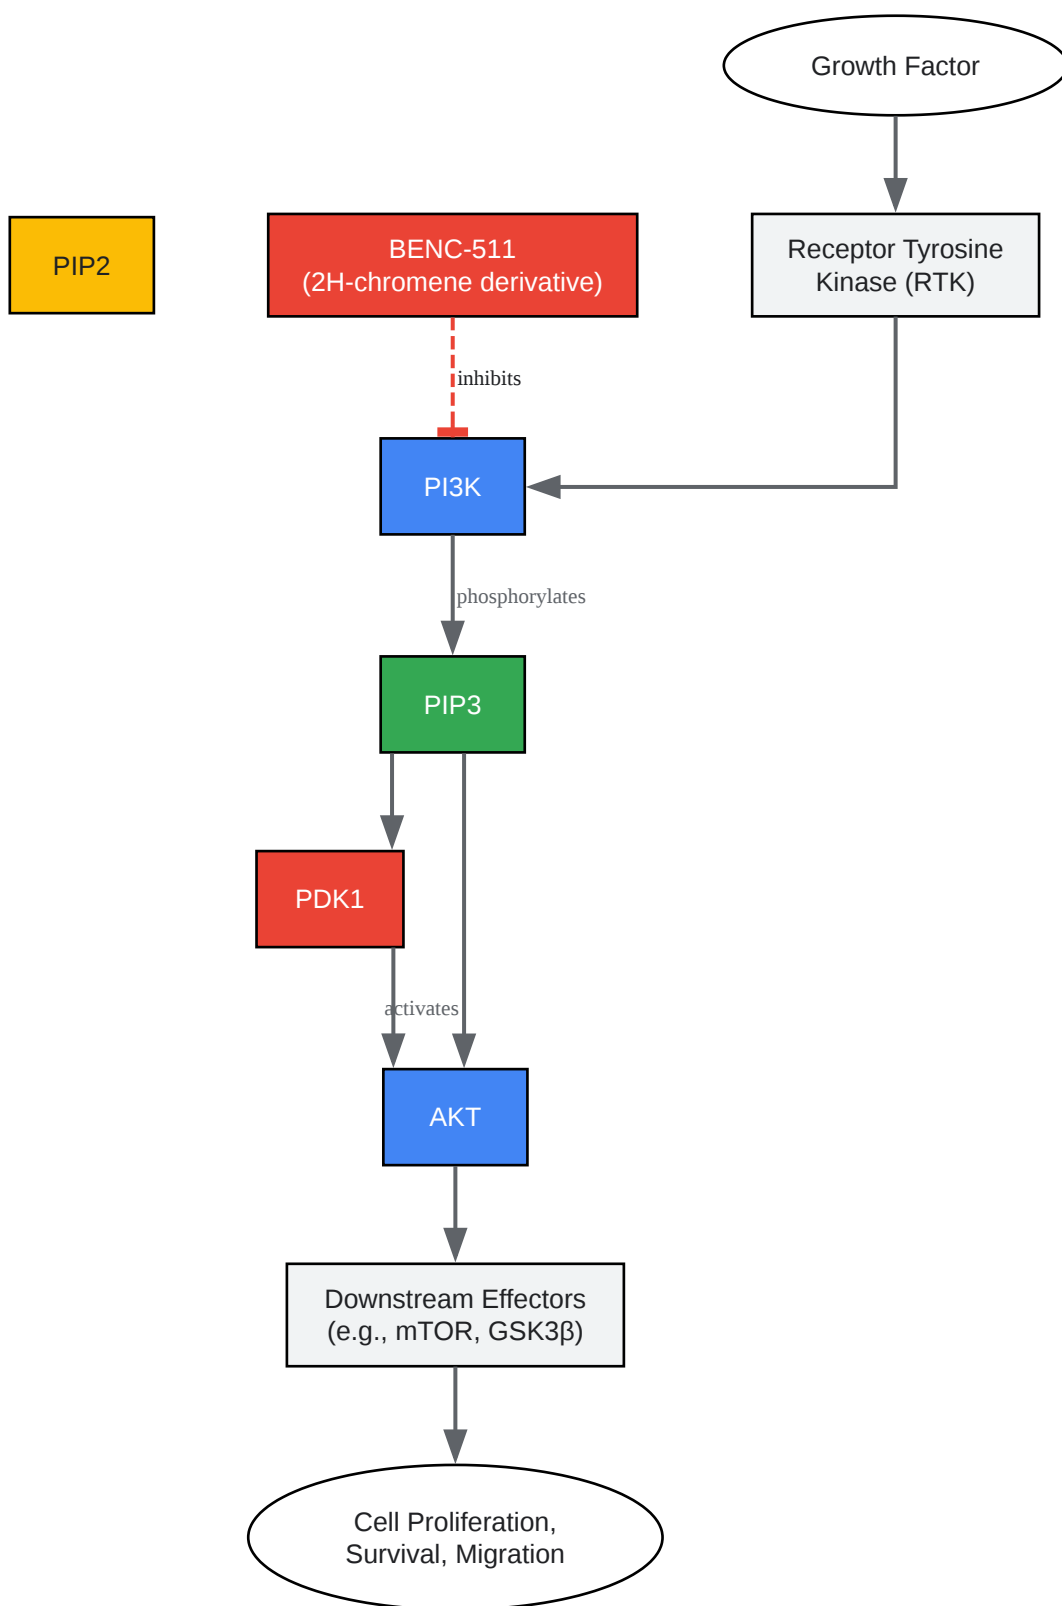 Growth Factor
PIP2
BENC-511
(2H-chromene derivative)
Receptor Tyrosine
Kinase (RTK)
inhibits
PI3K
phosphorylates
PIP3
PDK1
activates
AKT
Downstream Effectors
(e.g., mTOR, GSK3β)
Cell Proliferation,
Survival, Migration